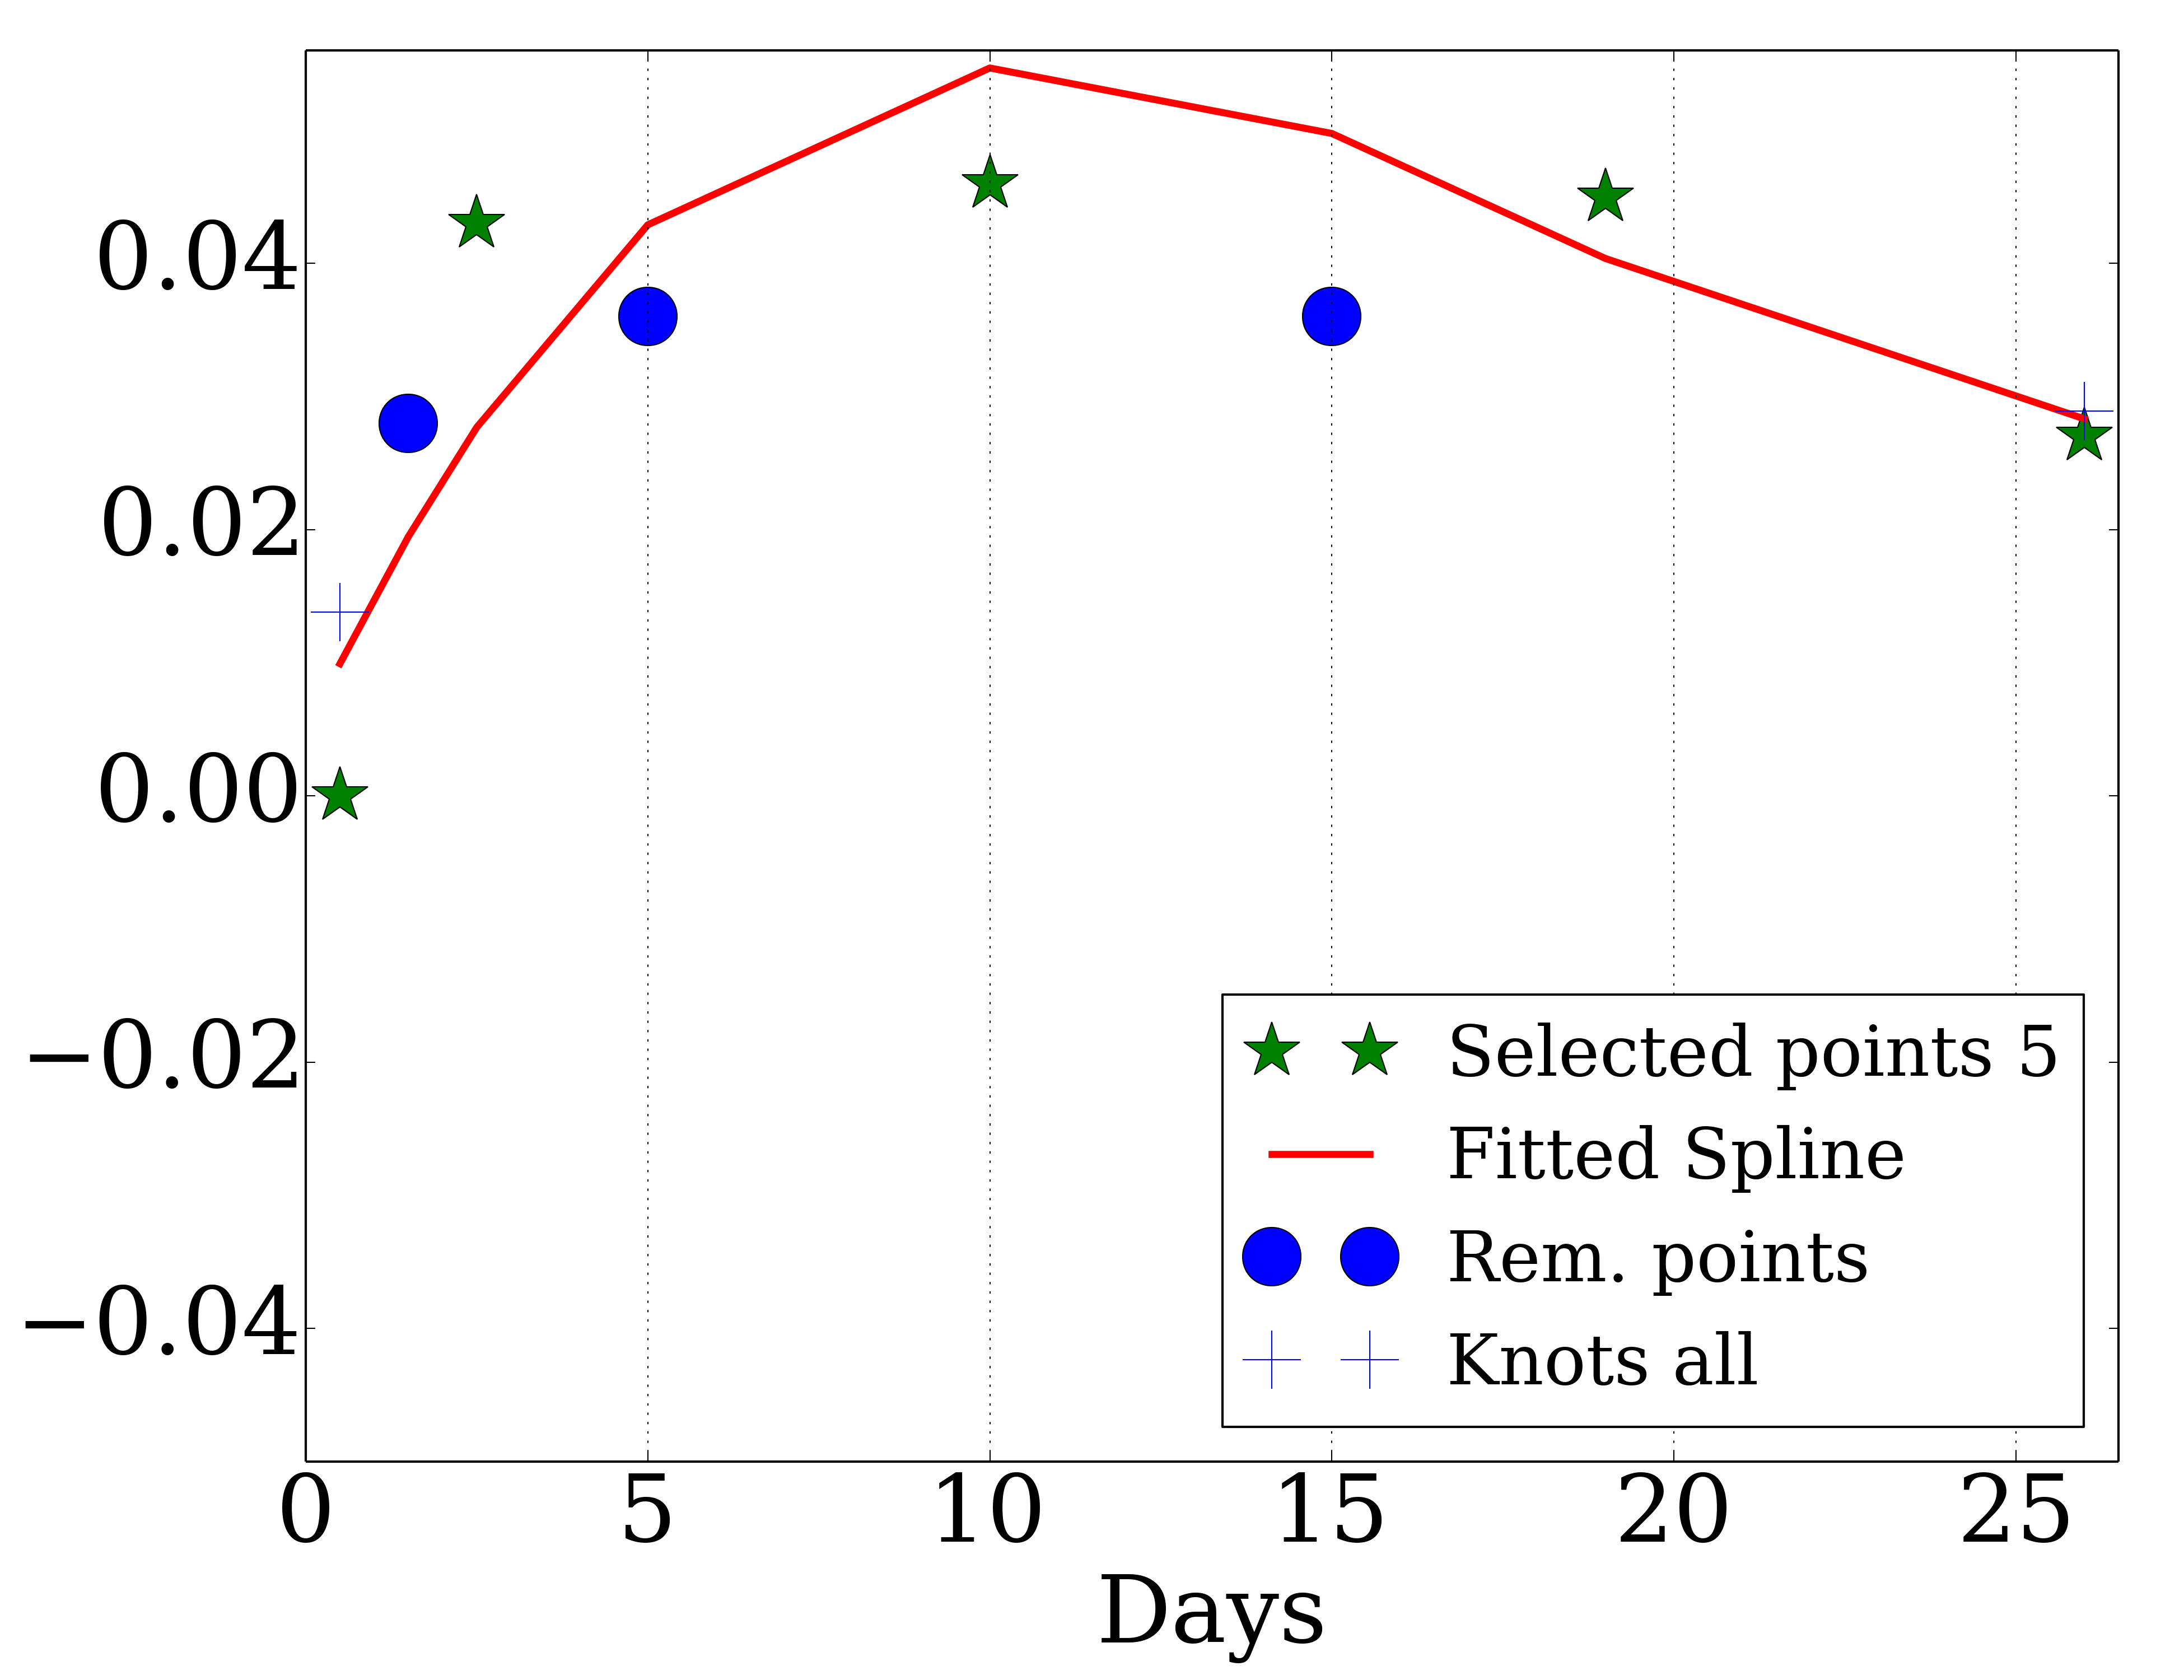 0.04
0.02
0.00
−0.02
−0.04
Selected points 5
Fitted Spline
Rem. points
Knots all
0 5 10 15 20 25
Days